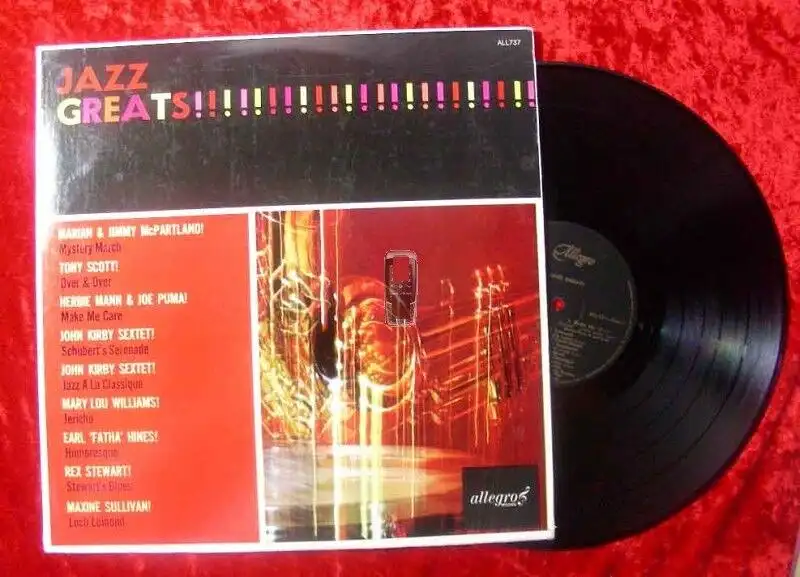 ALL737
JAZZ
GREATS!!!!!!!!!!!!!!!!!!!!!!!!
MARIAN & JIMMY McPARTLAND!
Mystery March
TONY SCOTT!
Over & Over
HERBIE MANN & JOE PUMA!
Make Me Care
JOHN KIRBY SEXTET!
Schubert's Serenade
JOHN KIRBY SEXTET!
Jazz A La Classique
MARY LOU WILLIAMS!
Jericho
EARL 'FATHA' HINES!
Humoresque
REX STEWART!
Stewart's Blues
MAXINE SULLIVAN!
Loch Lomond
allegro
RECORDS
Allegro